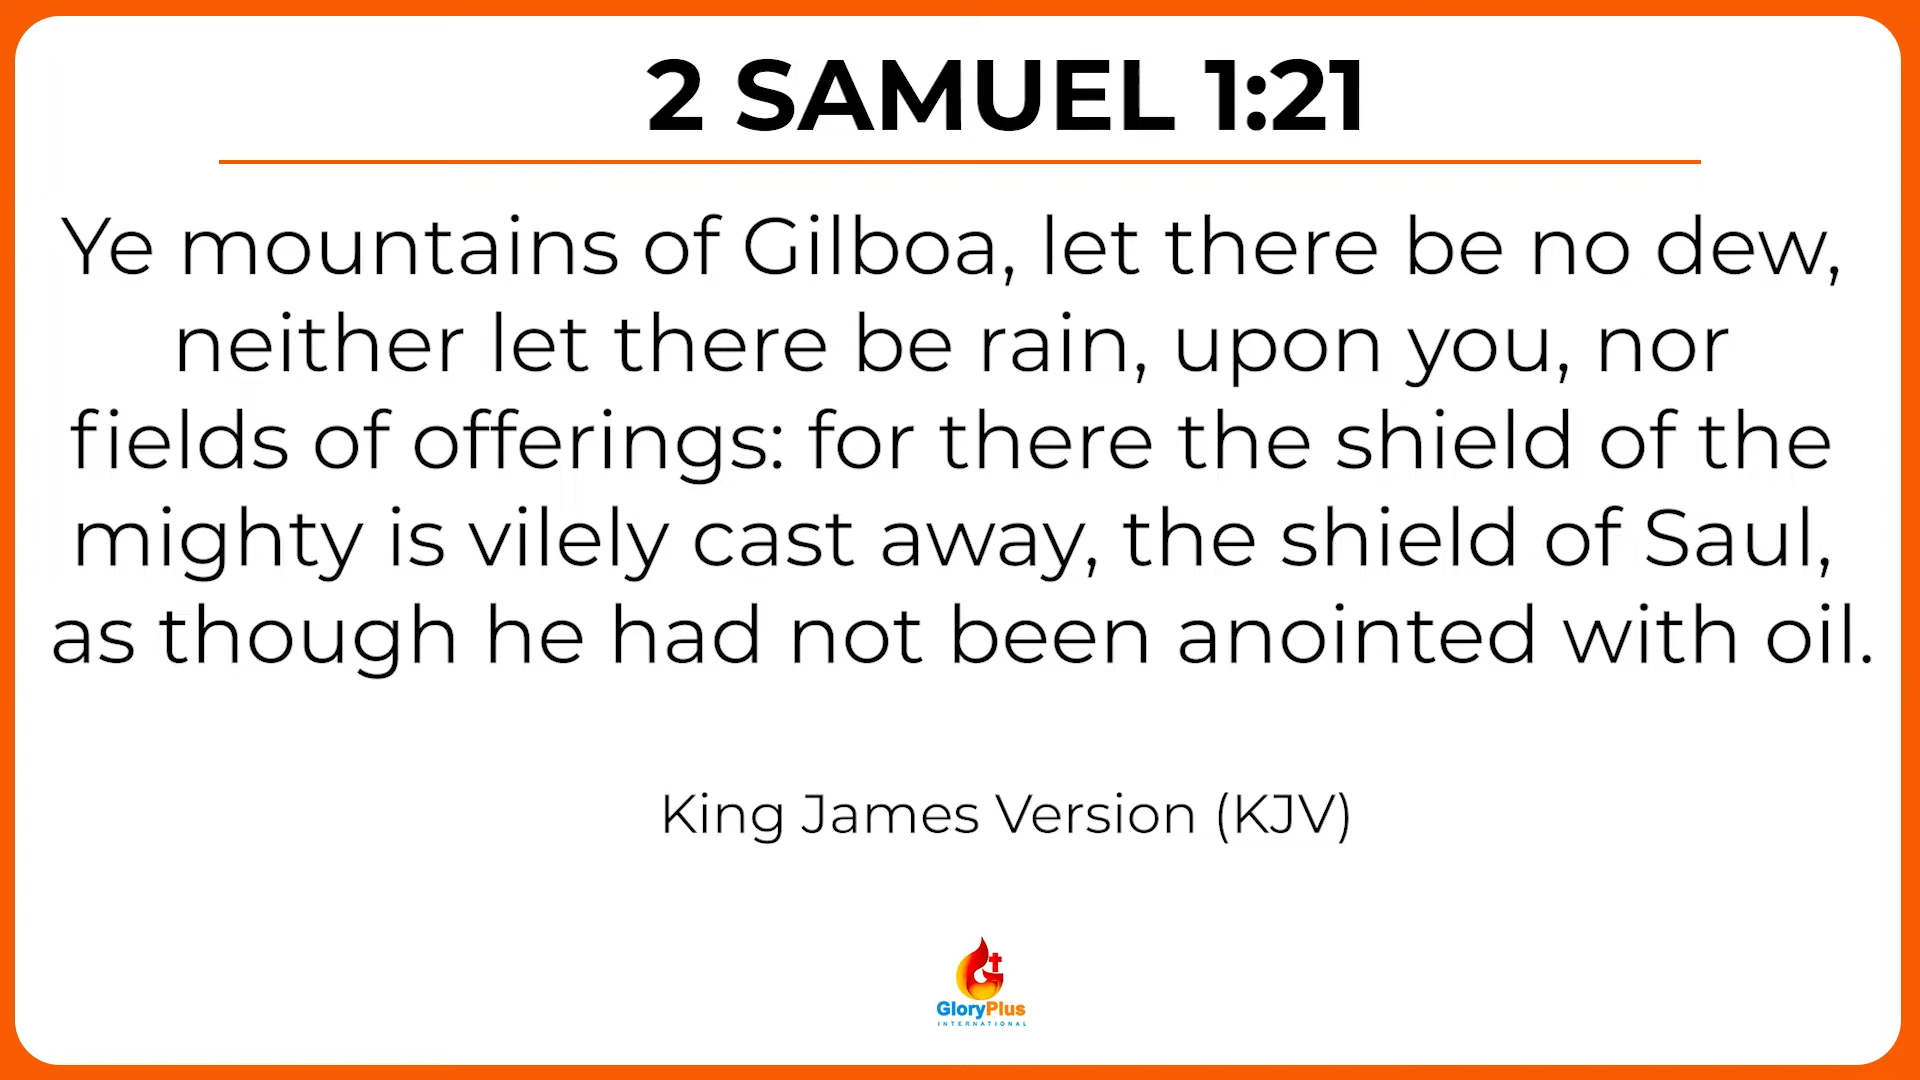 2 SAMUEL 1:21
Ye mountains of Gilboa, let there be no dew,
neither let there be rain, upon you, nor
fields of offerings: for there the shield of the
mighty is vilely cast away, the shield of Saul,
as though he had not been anointed with oil.
King James Version (KJV)
GloryPlus
INTERNATIONAL